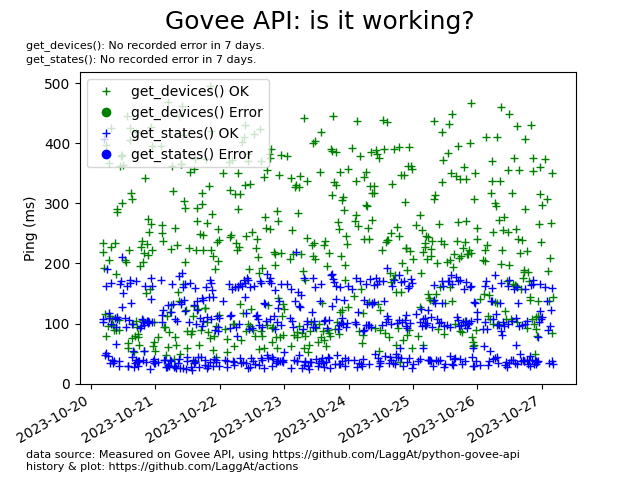 Govee API: is it working?
get_devices(): No recorded error in 7 days.
get_states(): No recorded error in 7 days.
500
400
300
200
100
0
Ping (ms)
get_devices() OK
get_devices() Error
get_states() OK
get_states() Error
2023-10-20
2023-10-21
2023-10-22
2023-10-23
2023-10-24
2023-10-25
2023-10-26
2023-10-27
data source: Measured on Govee API, using https://github.com/LaggAt/python-govee-api
history & plot: https://github.com/LaggAt/actions